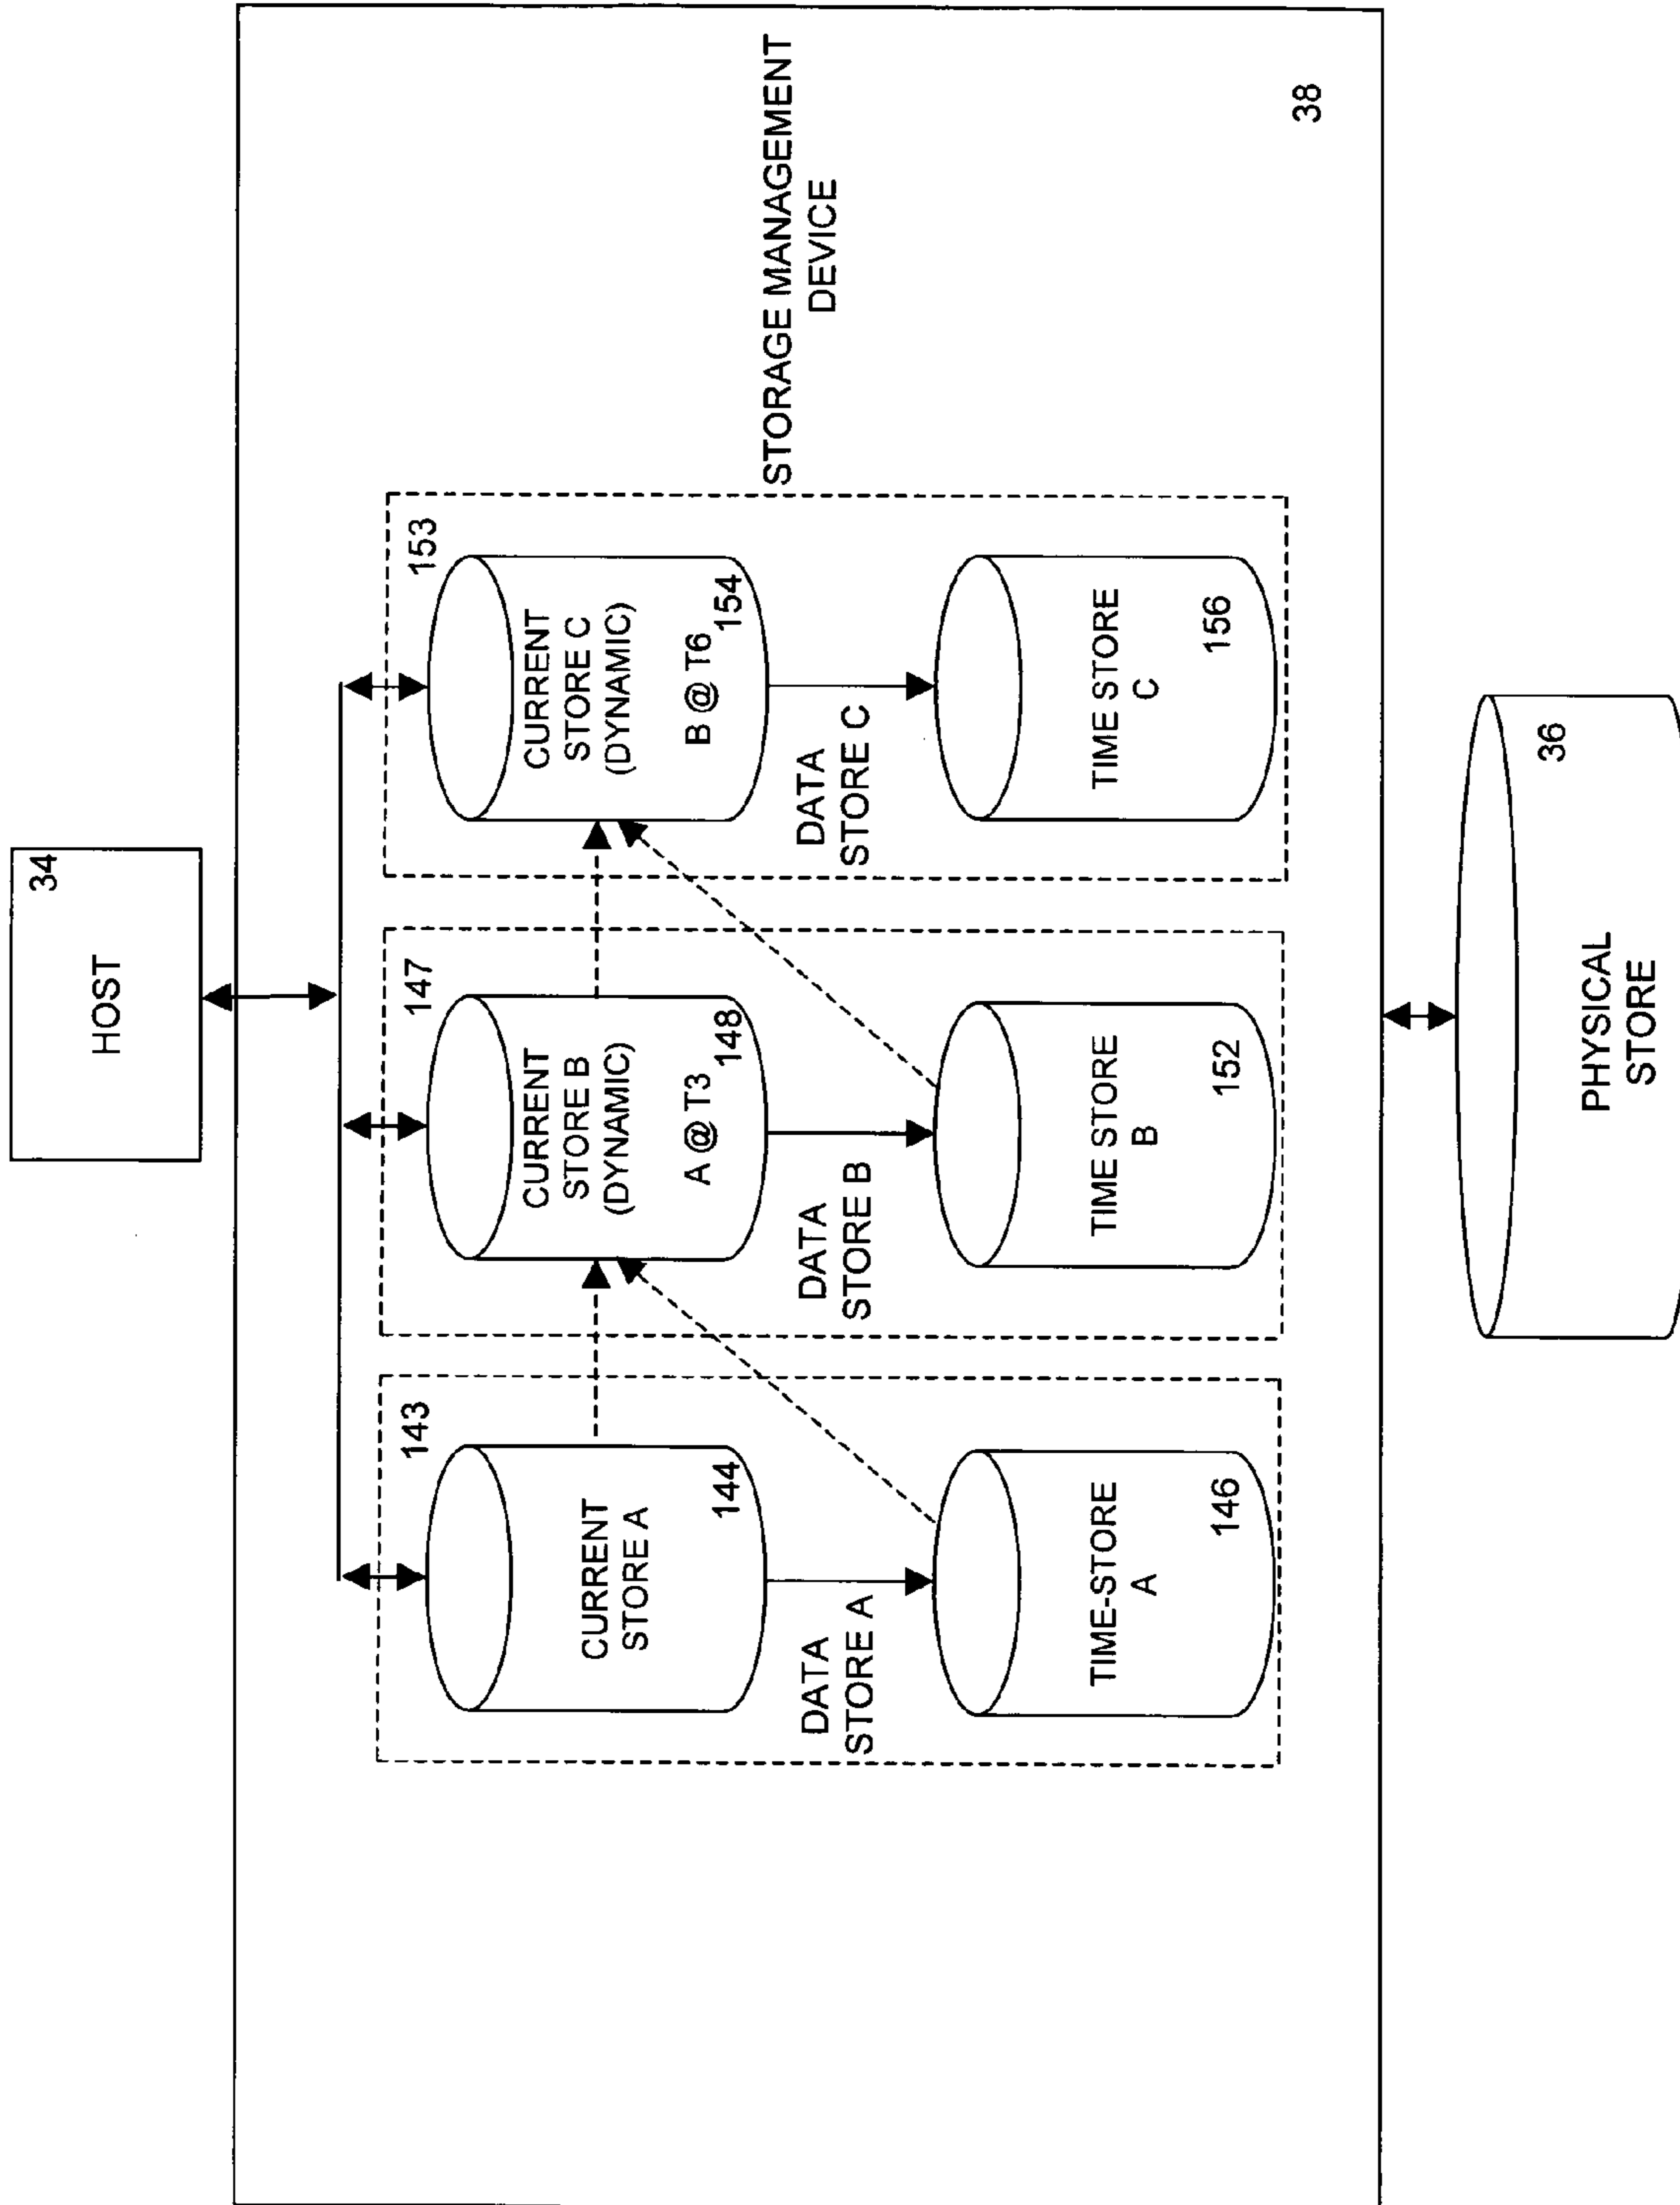 HOST
34
143
CURRENT
STORE A
144
DATA
STORE A
TIME-STORE
A
146
147
CURRENT
STORE B
(DYNAMIC)
A @ T3
148
DATA
STORE B
TIME STORE
B
152
153
CURRENT
STORE C
(DYNAMIC)
B @ T6
154
DATA
STORE C
TIME STORE
C
156
STORAGE MANAGEMENT
DEVICE
38
36
PHYSICAL
STORE